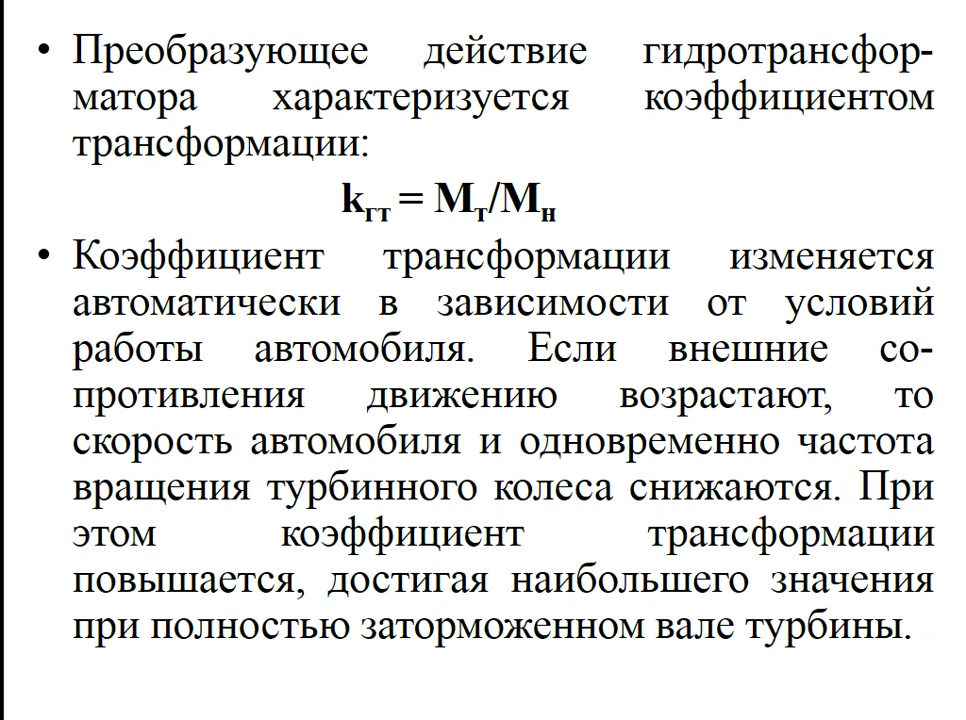 • Преобразующее действие гидротрансфор-
матора характеризуется коэффициентом
трансформации:
kгт = Mт/Mн
• Коэффициент трансформации изменяется
автоматически в зависимости от условий
работы автомобиля. Если внешние со-
противления движению возрастают, то
скорость автомобиля и одновременно частота
вращения турбинного колеса снижаются. При
этом коэффициент трансформации
повышается, достигая наибольшего значения
при полностью заторможенном вале турбины.